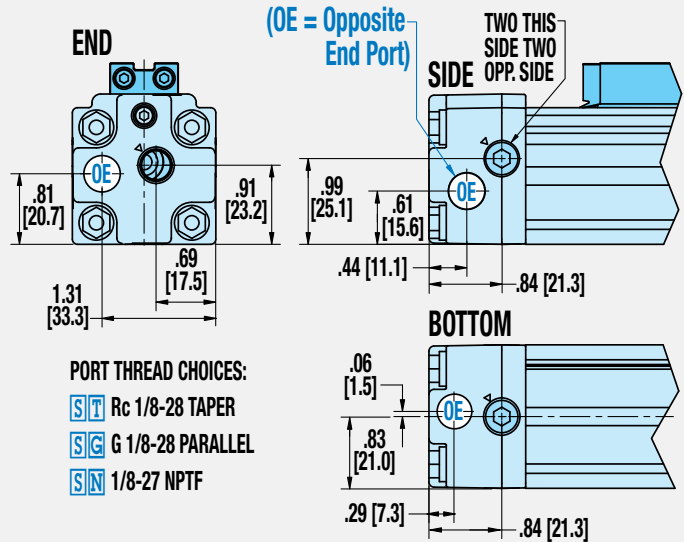 END
(OE = Opposite
End Port)
TWO THIS
SIDE TWO
OPP. SIDE
SIDE
OE
.81
[20.7]
.91
[23.2]
.69
[17.5]
1.31
[33.3]
OE
.99
[25.1]
.61
[15.6]
.44 [11.1]
.84 [21.3]
BOTTOM
PORT THREAD CHOICES:
ST Rc 1/8-28 TAPER
SG G 1/8-28 PARALLEL
SN 1/8-27 NPTF
.06
[1.5]
OE
.83
[21.0]
.29 [7.3]
.84 [21.3]